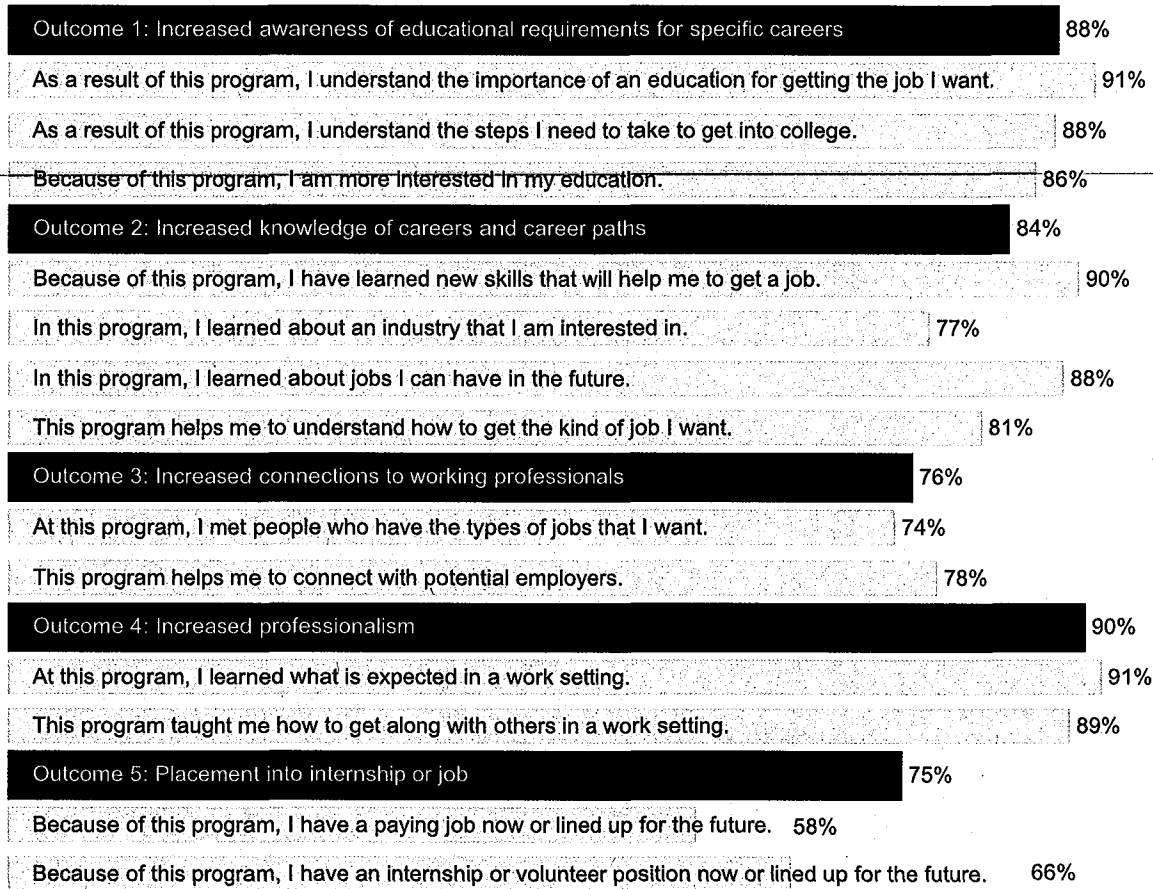 Outcome 1: Increased awareness of educational requirements for specific careers 88%
As a result of this program, I understand the importance of an education for getting the job I want. 91%
As a result of this program, I understand the steps I need to take to get into college. 88%
Because of this program, I am more interested in my education. 86%
Outcome 2: Increased knowledge of careers and career paths 84%
Because of this program, I have learned new skills that will help me to get a job. 90%
In this program, I learned about an industry that I am interested in. 77%
In this program, I learned about jobs I can have in the future. 88%
This program helps me to understand how to get the kind of job I want. 81%
Outcome 3: Increased connections to working professionals 76%
At this program, I met people who have the types of jobs that I want. 74%
This program helps me to connect with potential employers. 78%
Outcome 4: Increased professionalism 90%
At this program, I learned what is expected in a work setting. 91%
This program taught me how to get along with others in a work setting. 89%
Outcome 5: Placement into internship or job 75%
Because of this program, I have a paying job now or lined up for the future. 58%
Because of this program, I have an internship or volunteer position now or lined up for the future. 66%